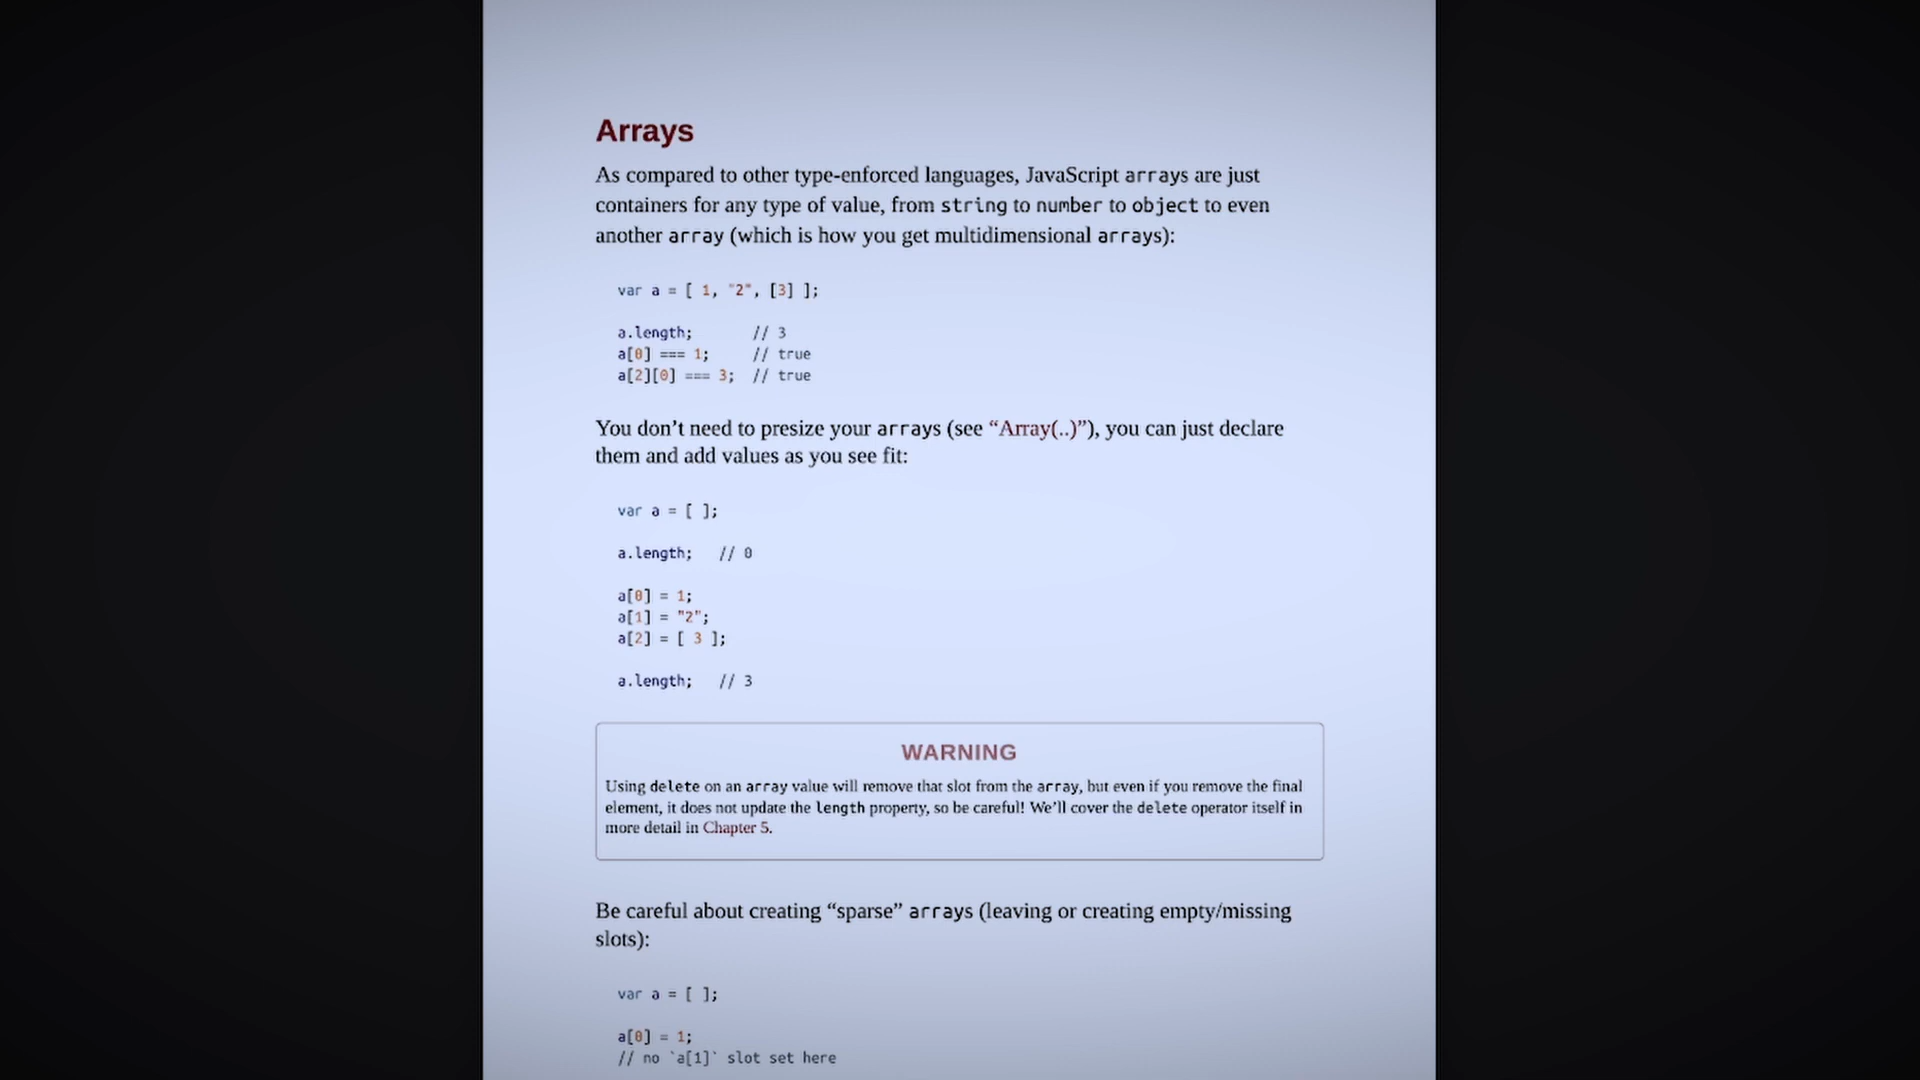 Arrays
As compared to other type-enforced languages, JavaScript arrays are just
containers for any type of value, from string to number to object to even
another array (which is how you get multidimensional arrays):
var a = [ 1, "2", [3] ];
a.length;       // 3
a[0] === 1;     // true
a[2][0] === 3;  // true
You don’t need to presize your arrays (see “Array(..)”), you can just declare
them and add values as you see fit:
var a = [ ];
a.length;   // 0
a[0] = 1;
a[1] = "2";
a[2] = [ 3 ];
a.length;   // 3
WARNING
Using delete on an array value will remove that slot from the array, but even if you remove the final
element, it does not update the length property, so be careful! We’ll cover the delete operator itself in
more detail in Chapter 5.
Be careful about creating “sparse” arrays (leaving or creating empty/missing
slots):
var a = [ ];
a[0] = 1;
// no `a[1]` slot set here